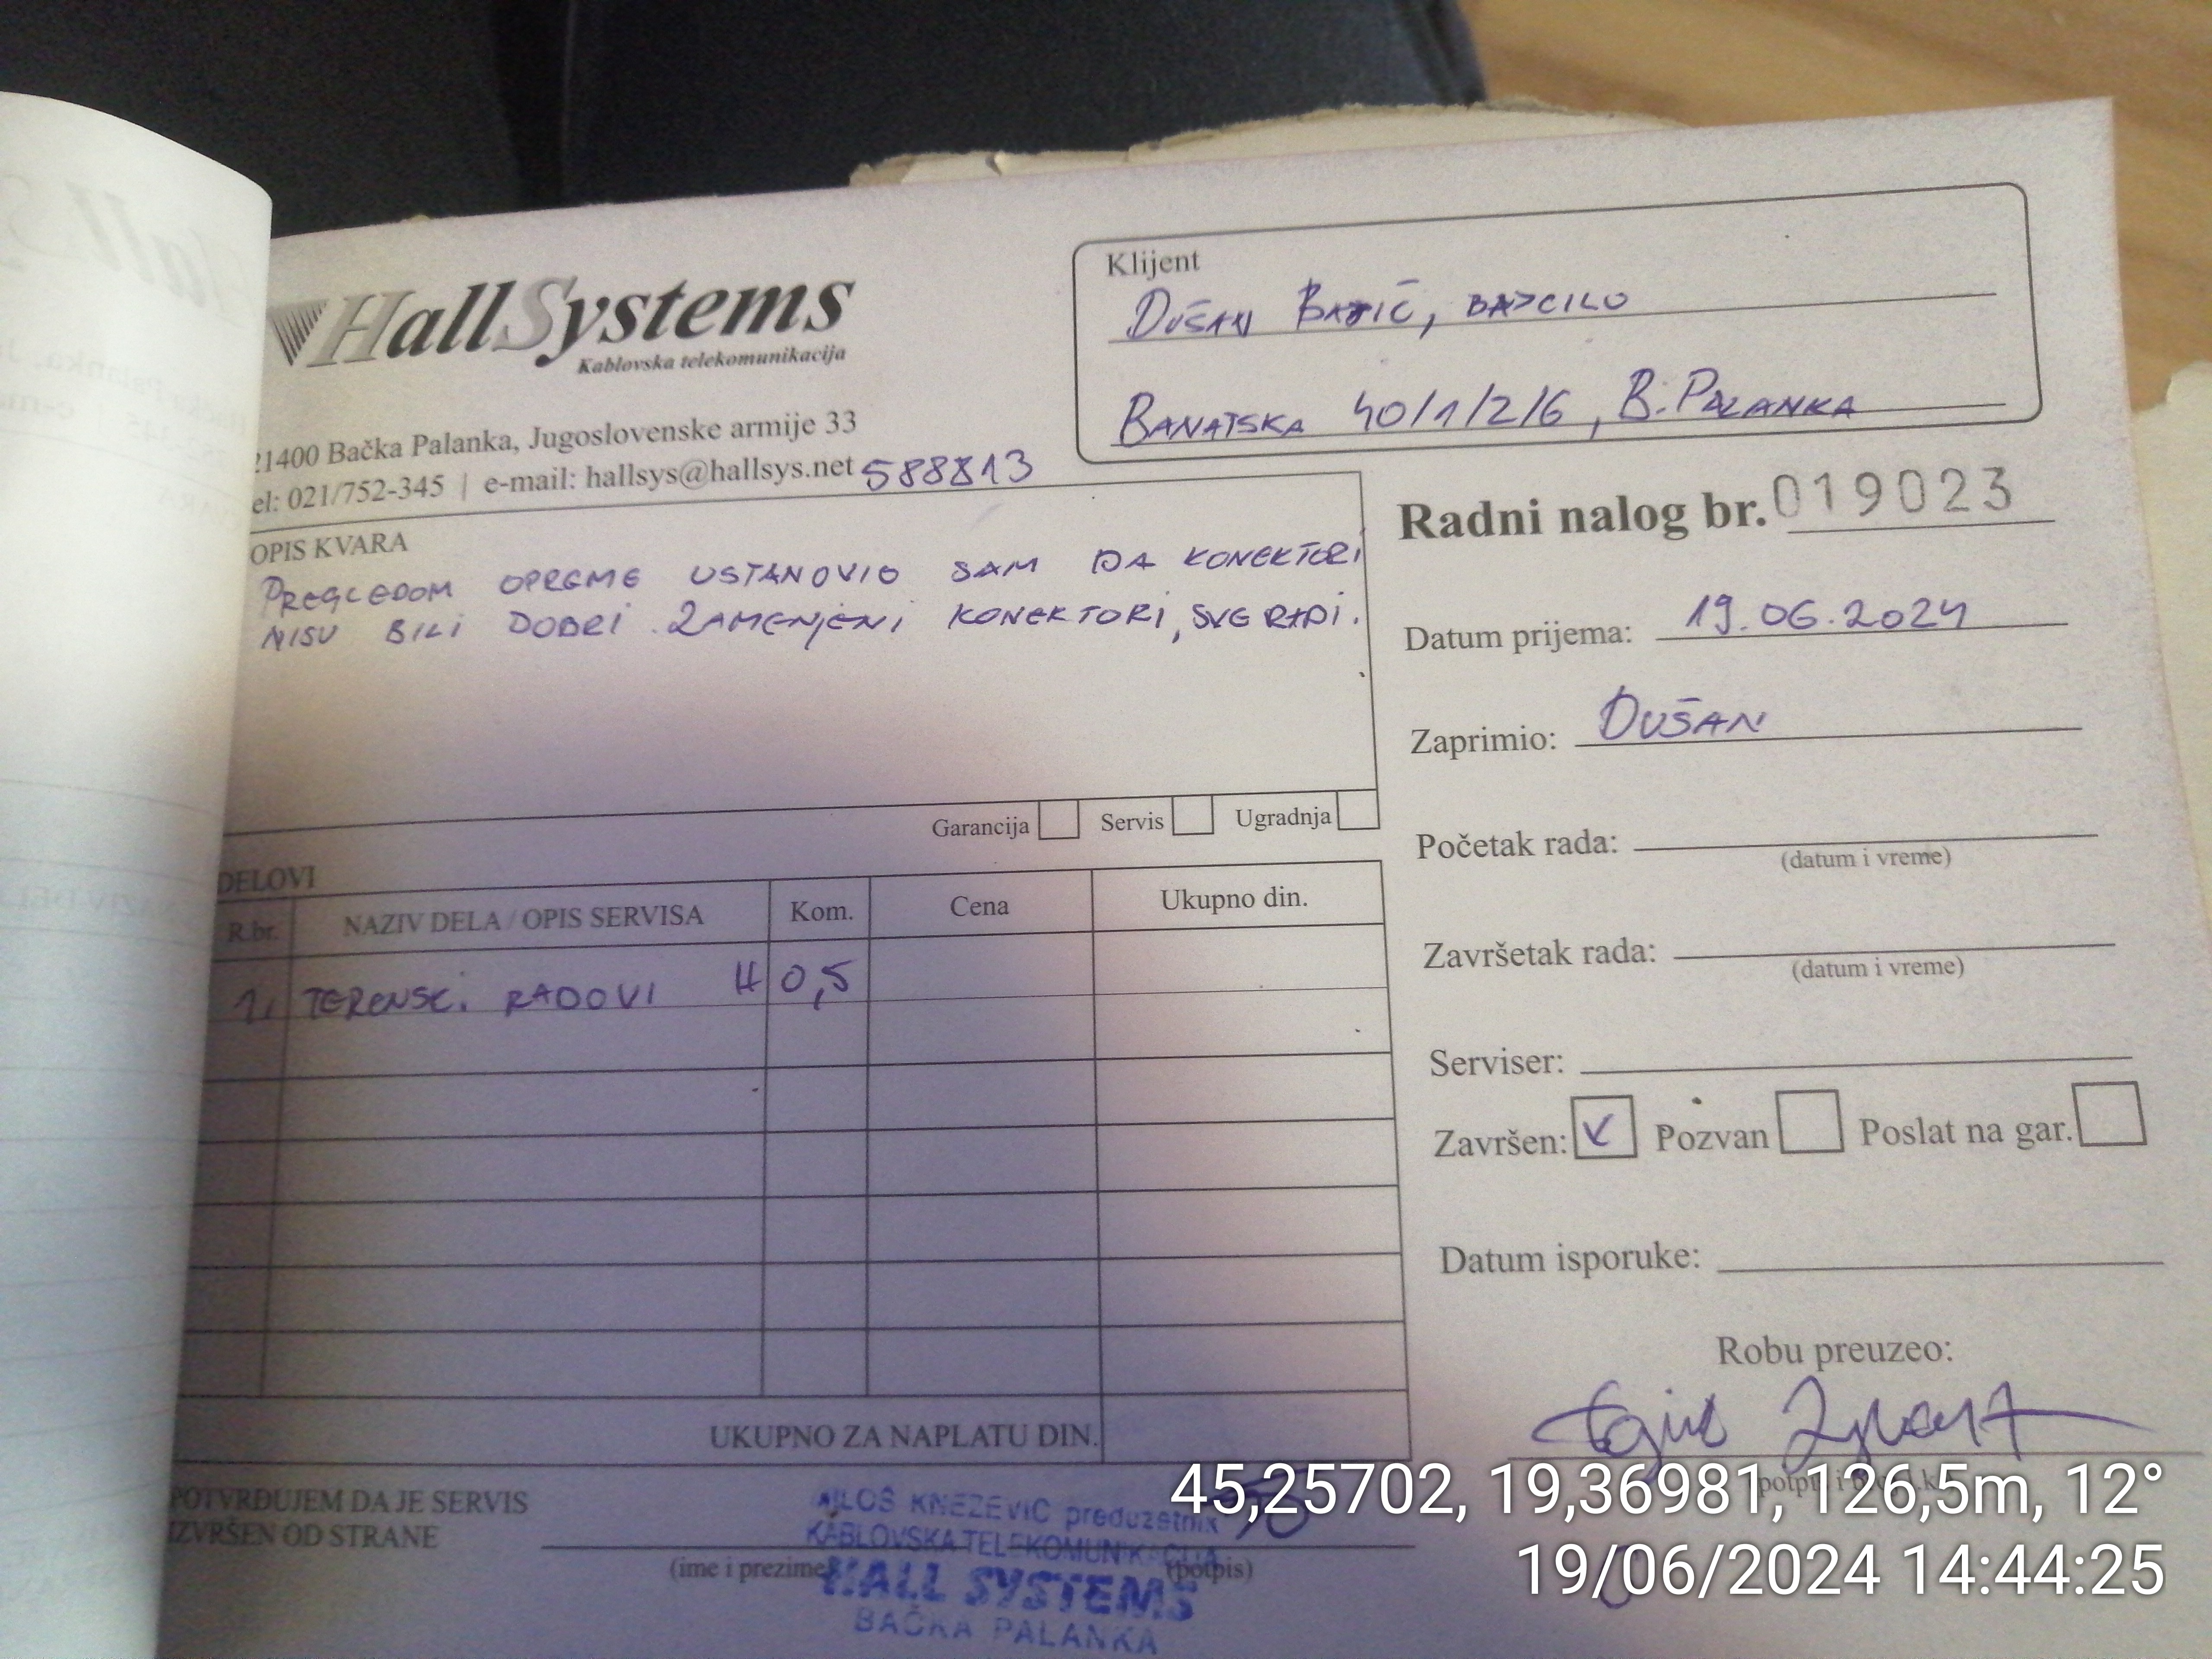 HallSystems
Kablovska telekomunikacija
21400 Bačka Palanka, Jugoslovenske armije 33
el: 021/752-345 | e-mail: hallsys@hallsys.net 588813
Klijent
DUŠAN
BANATSKA 40/1/2/6, B. PALANKA
Radni nalog br. 019023
OPIS KVARA
PREGLEDOM OPREME USTANOVIO SAM DA KONEKTORI
NISU BILI DOBRI. ZAMENJENI KONEKTORI, SVE RADI.
Garancija Servis Ugradnja
Datum prijema: 19.06.2024
Zaprimio: DUŠAN
Početak rada:
(datum i vreme)
Završetak rada:
(datum i vreme)
Serviser:
Završen: Pozvan Poslat na gar.
Datum isporuke:
Robu preuzeo:
DELOVI
R.br. NAZIV DELA / OPIS SERVISA Kom. Cena Ukupno din.
1. TERENSK. RADOVI H 0,5
UKUPNO ZA NAPLATU DIN.
POTVRDUJEM DA JE SERVIS
IZVRŠEN OD STRANE
(ime i prezime) (potpis)
MILOŠ KNEŽEVIĆ preduzetnik
KABLOVSKA TELEKOMUNIKACIJA
HALL SYSTEMS
BAČKA PALANKA
45,25702, 19,36981, 126,5m, 12°
19/06/2024 14:44:25